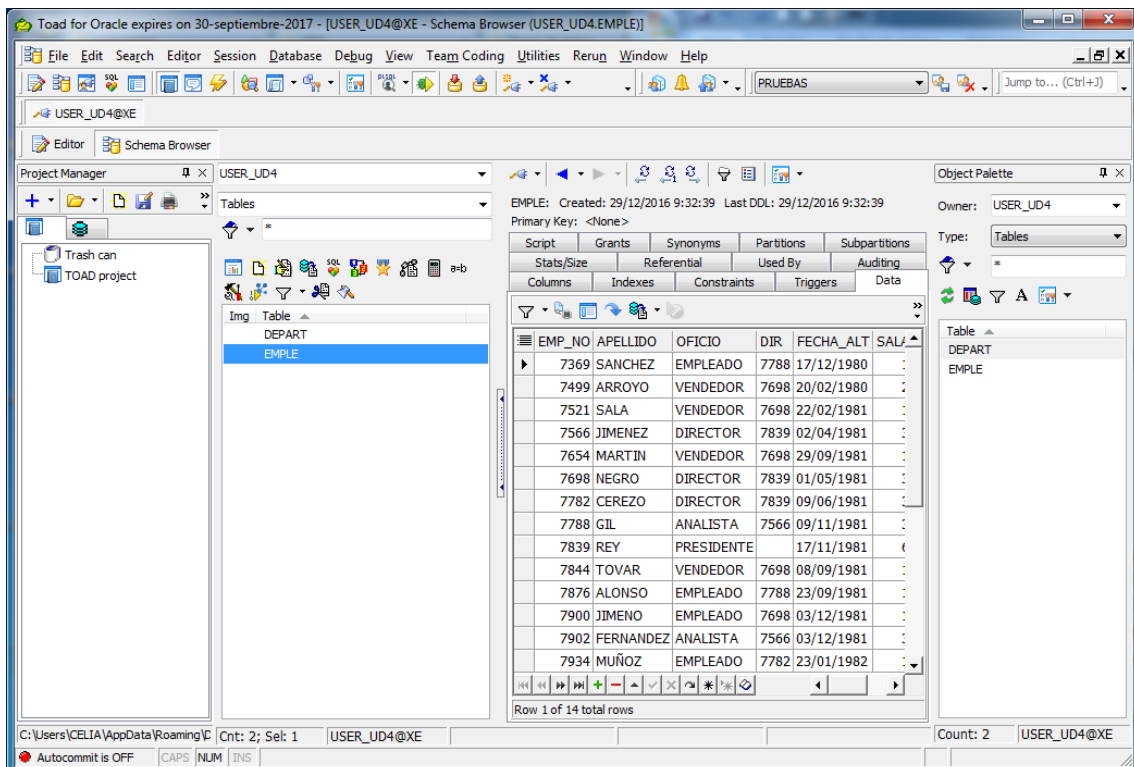 Toad for Oracle expires on 30-septiembre-2017 - [USER_UD4@XE - Schema Browser (USER_UD4.EMPLE)]
File Edit Search Editor Session Database Debug View Team Coding Utilities Rerun Window Help
SQL PRUEBAS Jump to... (Ctrl+J)
USER_UD4@XE
Editor Schema Browser
Project Manager
Trash can
TOAD project
USER_UD4
Tables
*
SQL a=b
Img Table
DEPART
EMPLE
EMPLE: Created: 29/12/2016 9:32:39 Last DDL: 29/12/2016 9:32:39
Primary Key: <None>
Script Grants Synonyms Partitions Subpartitions
Stats/Size Referential Used By Auditing
Columns Indexes Constraints Triggers Data
EMP_NO APELLIDO OFICIO DIR FECHA_ALT
7369 SANCHEZ EMPLEADO 7788 17/12/1980
7499 ARROYO VENDEDOR 7698 20/02/1980
7521 SALA VENDEDOR 7698 22/02/1981
7566 JIMENEZ DIRECTOR 7839 02/04/1981
7654 MARTIN VENDEDOR 7698 29/09/1981
7698 NEGRO DIRECTOR 7839 01/05/1981
7782 CEREZO DIRECTOR 7839 09/06/1981
7788 GIL ANALISTA 7566 09/11/1981
7839 REY PRESIDENTE 17/11/1981
7844 TOVAR VENDEDOR 7698 08/09/1981
7876 ALONSO EMPLEADO 7788 23/09/1981
7900 JIMENO EMPLEADO 7698 03/12/1981
7902 FERNANDEZ ANALISTA 7566 03/12/1981
7934 MUÑOZ EMPLEADO 7782 23/01/1982
Row 1 of 14 total rows
Object Palette
Owner: USER_UD4
Type: Tables
*
A
Table
DEPART
EMPLE
C:\Users\CELIA\AppData\Roaming\ Cnt: 2; Sel: 1 USER_UD4@XE Count: 2 USER_UD4@XE
Autocommit is OFF CAPS NUM INS